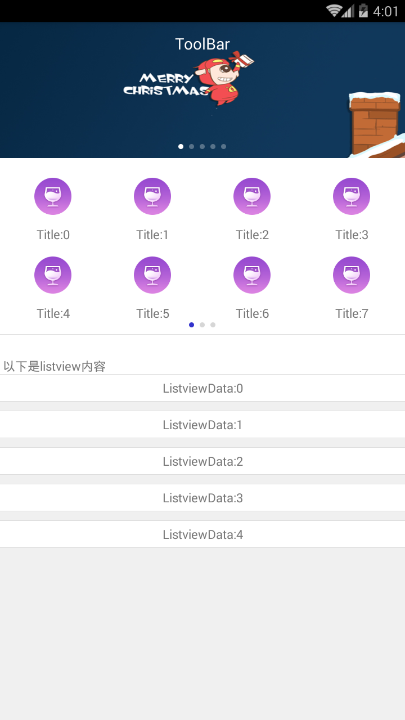 4:01
ToolBar
MERRY
CHRISTMAS
Title:0
Title:1
Title:2
Title:3
Title:4
Title:5
Title:6
Title:7
以下是listview内容
ListviewData:0
ListviewData:1
ListviewData:2
ListviewData:3
ListviewData:4